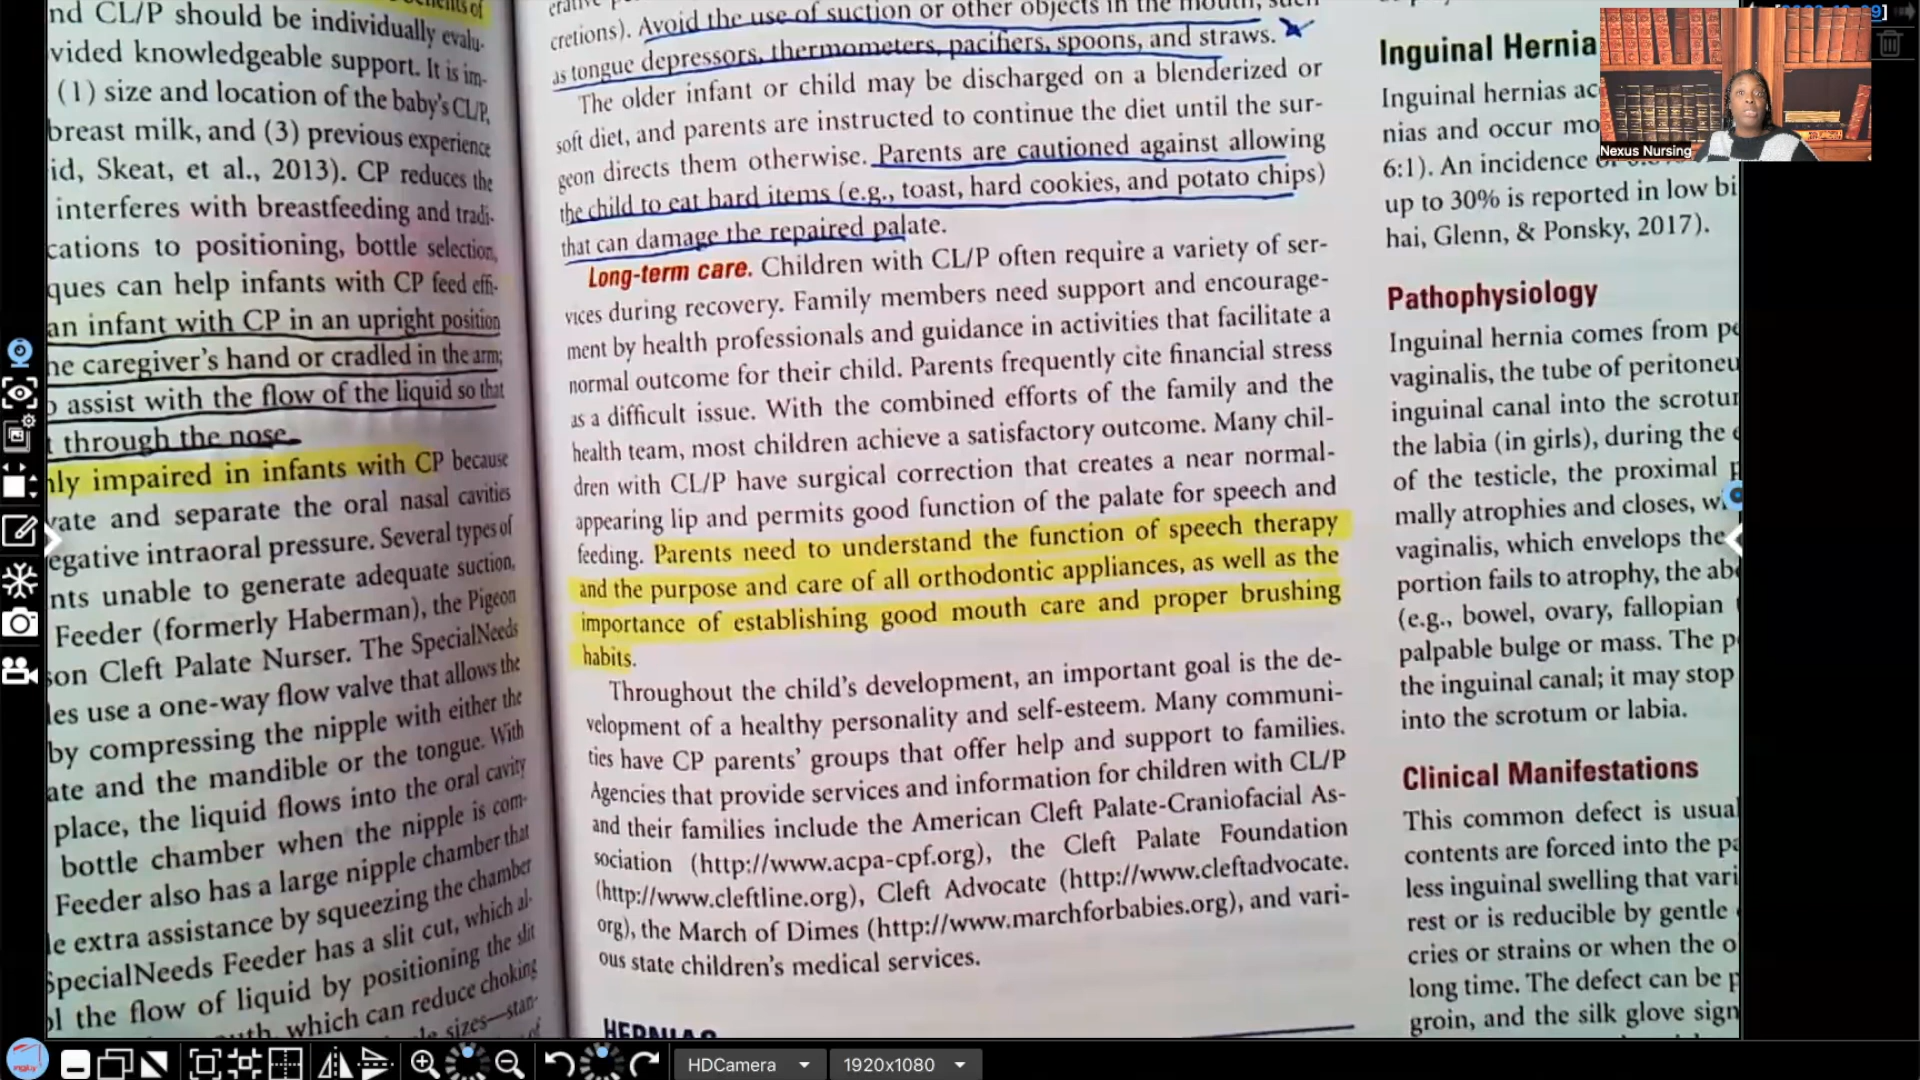 nd CL/P should be individually evalu-
vided knowledgeable support. It is im-
(1) size and location of the baby's CL/P,
breast milk, and (3) previous experience
id, Skeat, et al., 2013). CP reduces the
interferes with breastfeeding and tradi-
cations to positioning, bottle selection,
ques can help infants with CP feed effi-
an infant with CP in an upright position
he caregiver's hand or cradled in the arm;
o assist with the flow of the liquid so that
t through the nose.
ly impaired in infants with CP because
vate and separate the oral nasal cavities
egative intraoral pressure. Several types of
nts unable to generate adequate suction,
Feeder (formerly Haberman), the Pigeon
son Cleft Palate Nurser. The SpecialNeeds
les use a one-way flow valve that allows the
by compressing the nipple with either the
ate and the mandible or the tongue. With
place, the liquid flows into the oral cavity
bottle chamber when the nipple is com-
Feeder also has a large nipple chamber that
le extra assistance by squeezing the chamber
SpecialNeeds Feeder has a slit cut, which al-
ol the flow of liquid by positioning the slit
which can reduce choking
sizes—stan-
cretions). Avoid the use of suction or other objects in the mouth, such
as tongue depressors, thermometers, pacifiers, spoons, and straws.
The older infant or child may be discharged on a blenderized or
soft diet, and parents are instructed to continue the diet until the sur-
geon directs them otherwise. Parents are cautioned against allowing
the child to eat hard items (e.g., toast, hard cookies, and potato chips)
that can damage the repaired palate.
Long-term care. Children with CL/P often require a variety of ser-
vices during recovery. Family members need support and encourage-
ment by health professionals and guidance in activities that facilitate a
normal outcome for their child. Parents frequently cite financial stress
as a difficult issue. With the combined efforts of the family and the
health team, most children achieve a satisfactory outcome. Many chil-
dren with CL/P have surgical correction that creates a near normal-
appearing lip and permits good function of the palate for speech and
feeding. Parents need to understand the function of speech therapy
and the purpose and care of all orthodontic appliances, as well as the
importance of establishing good mouth care and proper brushing
habits.
Throughout the child's development, an important goal is the de-
velopment of a healthy personality and self-esteem. Many communi-
ties have CP parents' groups that offer help and support to families.
Agencies that provide services and information for children with CL/P
and their families include the American Cleft Palate-Craniofacial As-
sociation (http://www.acpa-cpf.org), the Cleft Palate Foundation
(http://www.cleftline.org), Cleft Advocate (http://www.cleftadvocate.
org), the March of Dimes (http://www.marchforbabies.org), and vari-
ous state children's medical services.
HERNIAS
Inguinal Hernia
Inguinal hernias ac
nias and occur mo
6:1). An incidence
up to 30% is reported in low bi
hai, Glenn, & Ponsky, 2017).
Pathophysiology
Inguinal hernia comes from pe
vaginalis, the tube of peritoneu
inguinal canal into the scrotur
the labia (in girls), during the
of the testicle, the proximal p
mally atrophies and closes, w
vaginalis, which envelops the
portion fails to atrophy, the abd
(e.g., bowel, ovary, fallopian
palpable bulge or mass. The p
the inguinal canal; it may stop
into the scrotum or labia.
Clinical Manifestations
This common defect is usual
contents are forced into the pa
less inguinal swelling that vari
rest or is reducible by gentle
cries or strains or when the o
long time. The defect can be p
groin, and the silk glove sign
Nexus Nursing
HDCamera
1920x1080